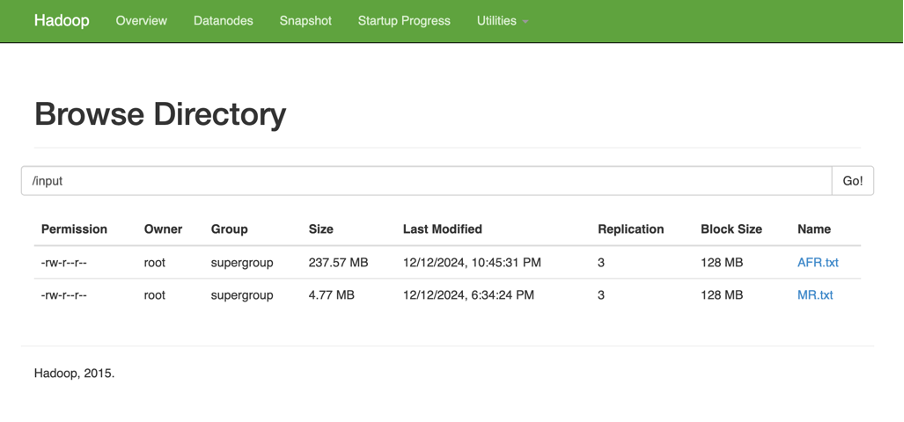 Hadoop Overview Datanodes Snapshot Startup Progress Utilities
Browse Directory
/input Go!
Permission Owner Group Size Last Modified Replication Block Size Name
-rw-r--r-- root supergroup 237.57 MB 12/12/2024, 10:45:31 PM 3 128 MB AFR.txt
-rw-r--r-- root supergroup 4.77 MB 12/12/2024, 6:34:24 PM 3 128 MB MR.txt
Hadoop, 2015.